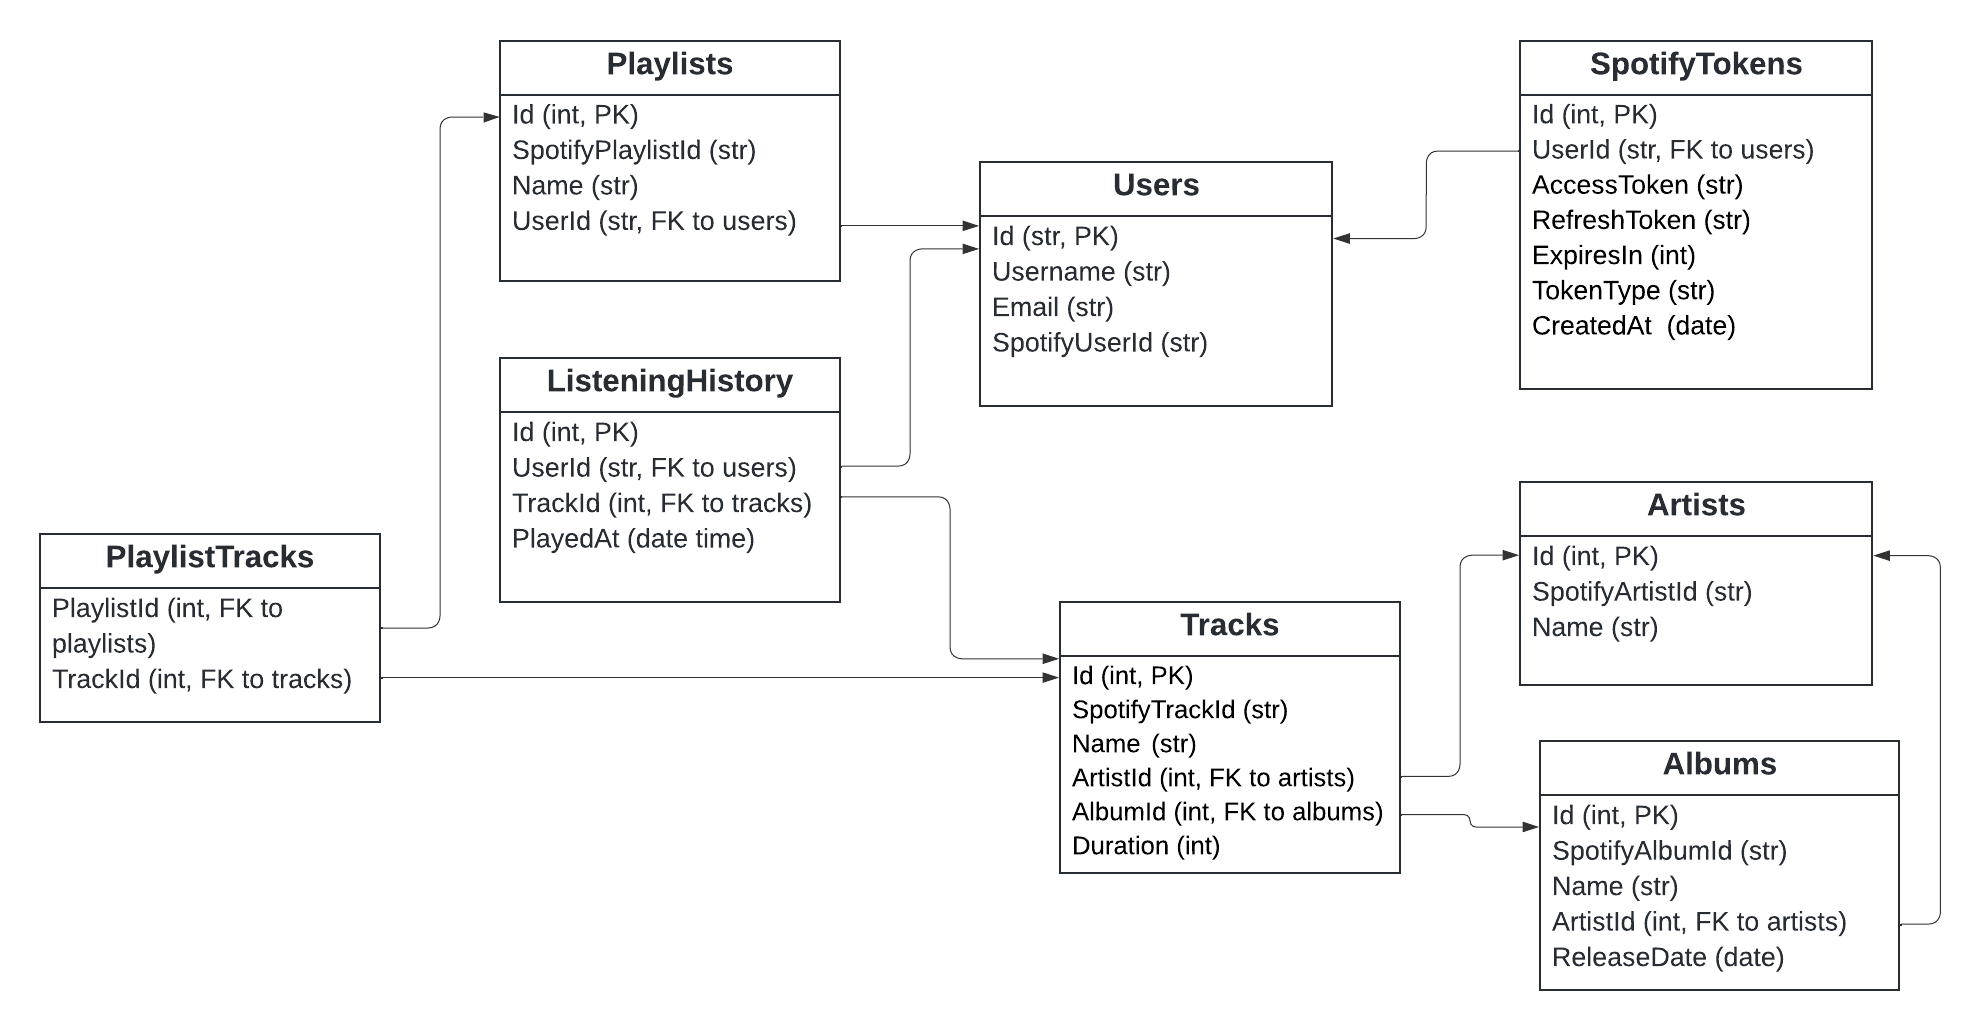 Playlists
Id (int, PK)
SpotifyPlaylistId (str)
Name (str)
UserId (str, FK to users)
SpotifyTokens
Id (int, PK)
UserId (str, FK to users)
AccessToken (str)
RefreshToken (str)
ExpiresIn (int)
TokenType (str)
CreatedAt (date)
Users
Id (str, PK)
Username (str)
Email (str)
SpotifyUserId (str)
ListeningHistory
Id (int, PK)
UserId (str, FK to users)
TrackId (int, FK to tracks)
PlayedAt (date time)
PlaylistTracks
PlaylistId (int, FK to
playlists)
TrackId (int, FK to tracks)
Tracks
Id (int, PK)
SpotifyTrackId (str)
Name (str)
ArtistId (int, FK to artists)
AlbumId (int, FK to albums)
Duration (int)
Artists
Id (int, PK)
SpotifyArtistId (str)
Name (str)
Albums
Id (int, PK)
SpotifyAlbumId (str)
Name (str)
ArtistId (int, FK to artists)
ReleaseDate (date)